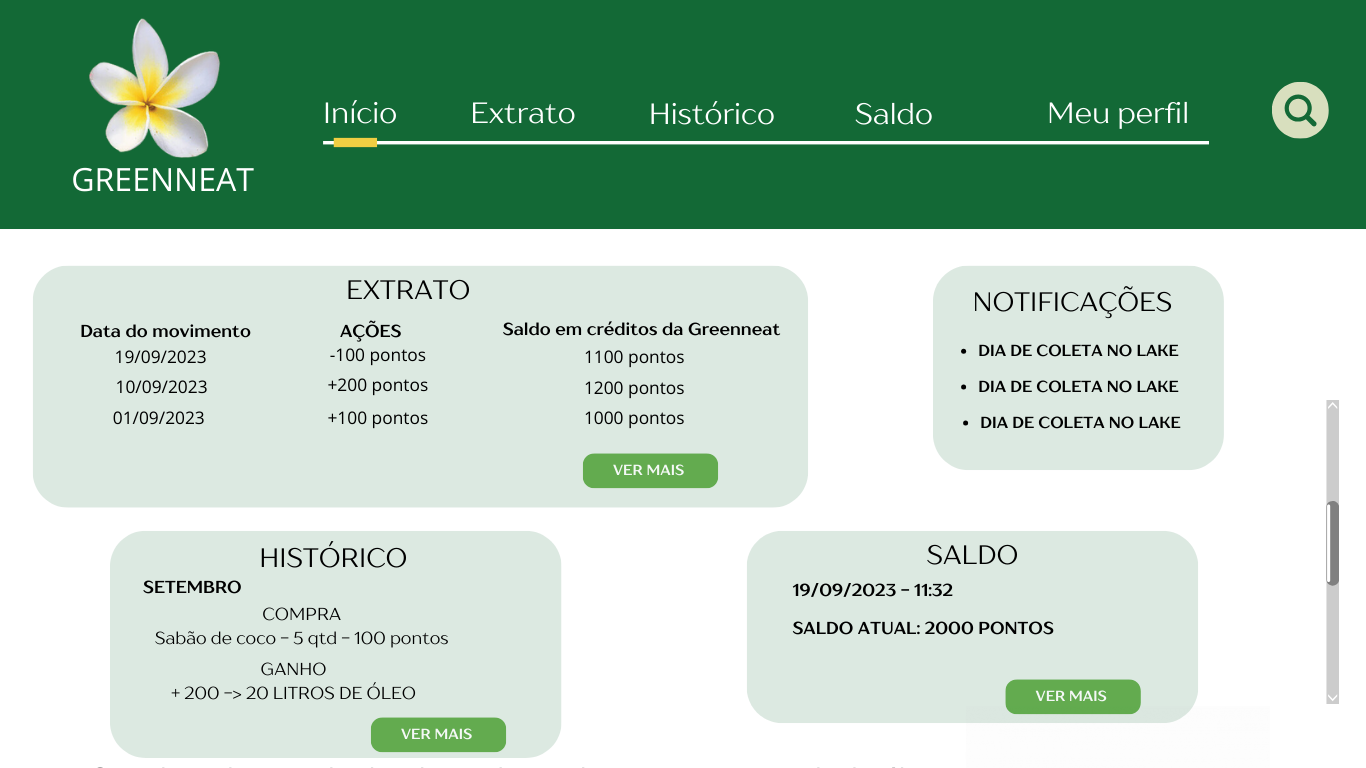 GREENNEAT
Início Extrato Histórico Saldo Meu perfil
EXTRATO
Data do movimento AÇÕES Saldo em créditos da Greenneat
19/09/2023 -100 pontos 1100 pontos
10/09/2023 +200 pontos 1200 pontos
01/09/2023 +100 pontos 1000 pontos
VER MAIS
NOTIFICAÇÕES
• DIA DE COLETA NO LAKE
• DIA DE COLETA NO LAKE
• DIA DE COLETA NO LAKE
HISTÓRICO
SETEMBRO
COMPRA
Sabão de coco - 5 qtd - 100 pontos
GANHO
+ 200 -> 20 LITROS DE ÓLEO
VER MAIS
SALDO
19/09/2023 - 11:32
SALDO ATUAL: 2000 PONTOS
VER MAIS